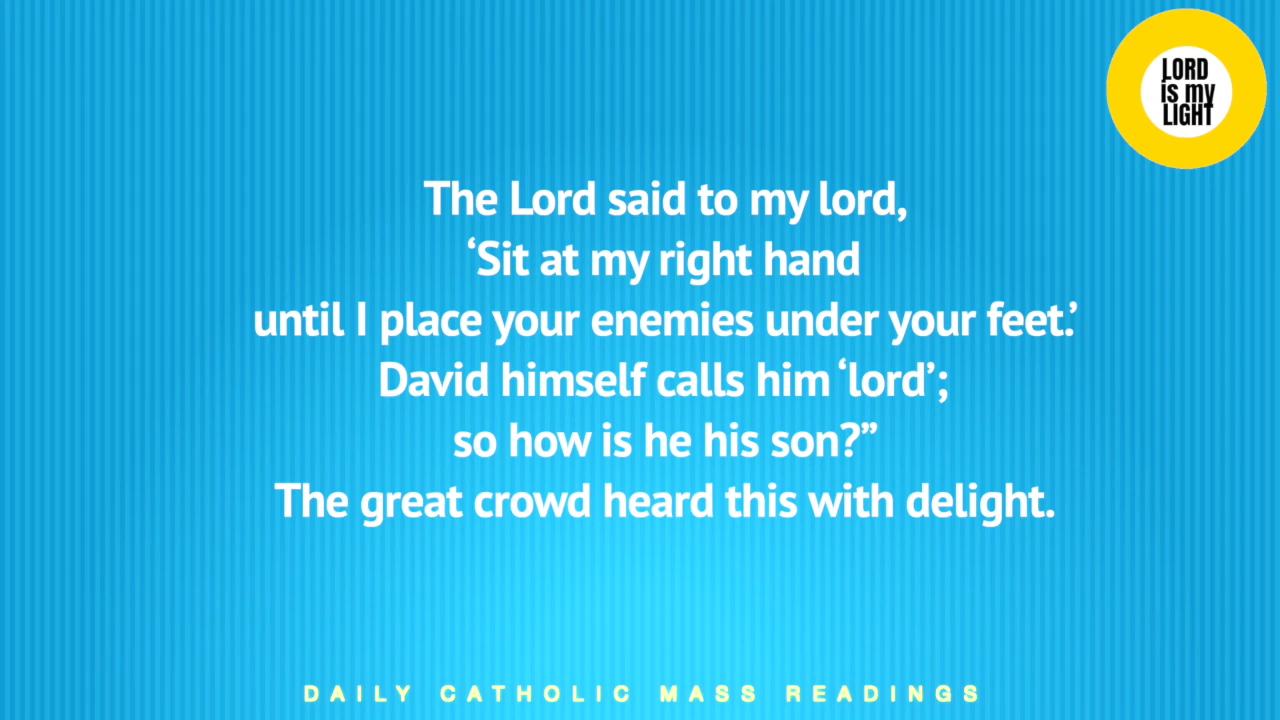 LORD
is my
LIGHT
The Lord said to my lord,
‘Sit at my right hand
until I place your enemies under your feet.’
David himself calls him ‘lord’;
so how is he his son?”
The great crowd heard this with delight.
DAILY CATHOLIC MASS READINGS